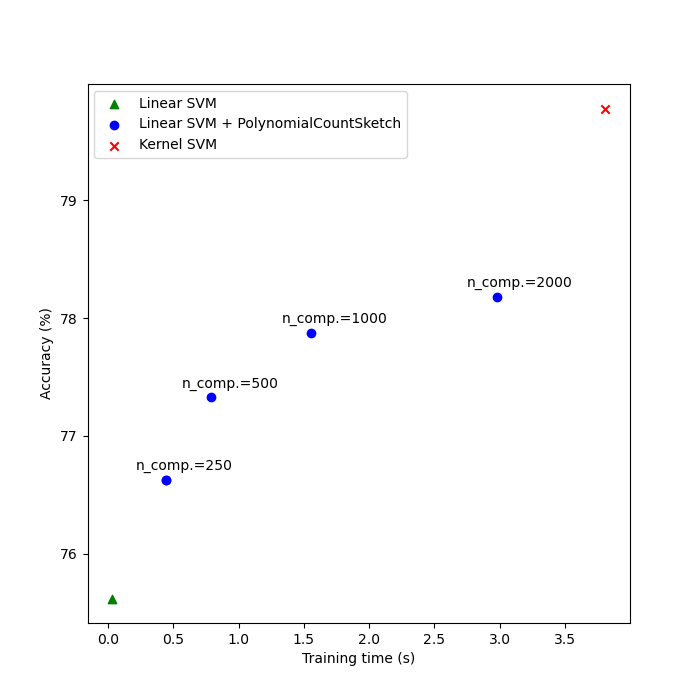 Linear SVM
Linear SVM + PolynomialCountSketch
Kernel SVM
79
n_comp.=2000
78
n_comp.=1000
n_comp.=500
77
n_comp.=250
76
Accuracy (%)
0.0 0.5 1.0 1.5 2.0 2.5 3.0 3.5
Training time (s)